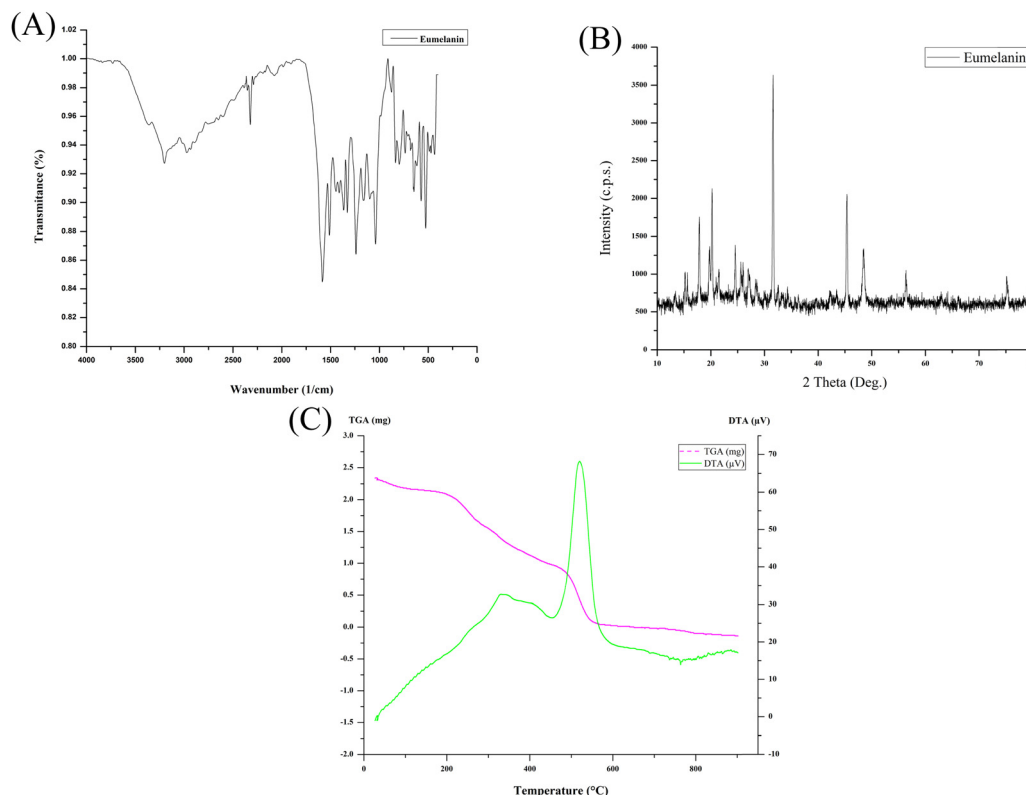 (A)
1.02
1.00
0.98
0.96
0.94
0.92
0.90
0.88
0.86
0.84
0.82
0.80
Transmitance (%)
Eumelanin
4000 3500 3000 2500 2000 1500 1000 500 0
Wavenumber (1/cm)
(B)
4000
3500
3000
2500
2000
1500
1000
500
0
Intensity (c.p.s.)
Eumelanin
10 20 30 40 50 60 70
2 Theta (Deg.)
(C)
TGA (mg)
DTA (µV)
3.0
2.5
2.0
1.5
1.0
0.5
0.0
-0.5
-1.0
-1.5
-2.0
TGA (mg)
DTA (µV)
70
60
50
40
30
20
10
0
-10
0 200 400 600 800
Temperature (°C)